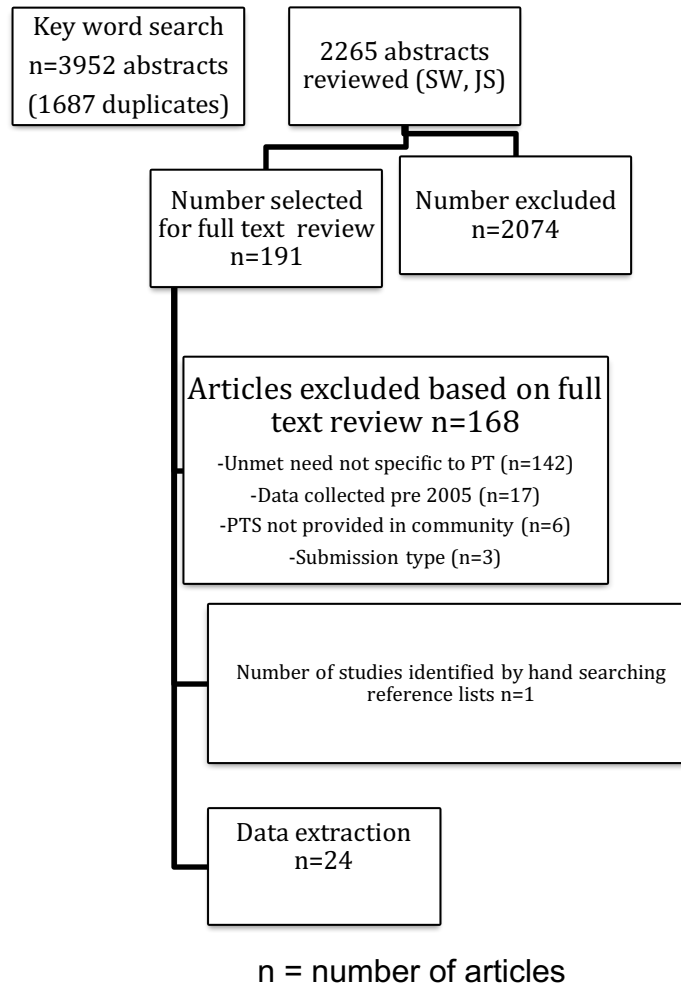 Key word search
n=3952 abstracts
(1687 duplicates)
2265 abstracts
reviewed (SW, JS)
Number selected
for full text review
n=191
Number excluded
n=2074
Articles excluded based on full
text review n=168
-Unmet need not specific to PT (n=142)
-Data collected pre 2005 (n=17)
-PTS not provided in community (n=6)
-Submission type (n=3)
Number of studies identified by hand searching
reference lists n=1
Data extraction
n=24
n = number of articles